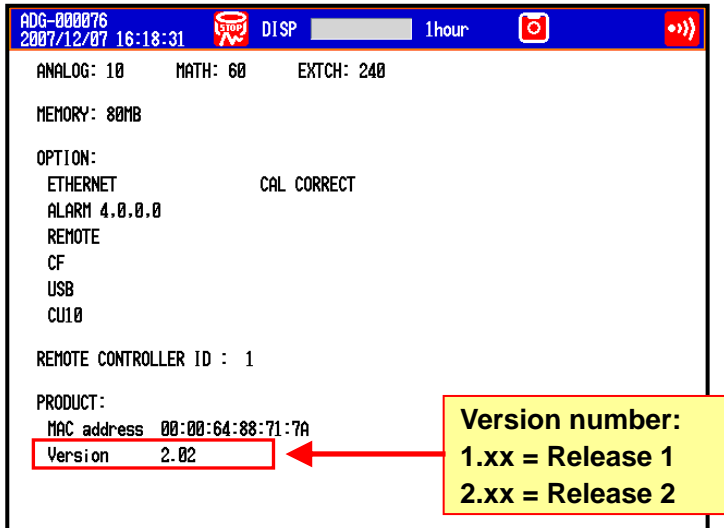 ADG-000076
2007/12/07 16:18:31 STOP DISP 1hour
ANALOG: 10 MATH: 60 EXTCH: 240
MEMORY: 80MB
OPTION:
ETHERNET CAL CORRECT
ALARM 4,0,0,0
REMOTE
CF
USB
CU10
REMOTE CONTROLLER ID : 1
PRODUCT:
MAC address 00:00:64:88:71:7A
Version 2.02
Version number:
1.xx = Release 1
2.xx = Release 2